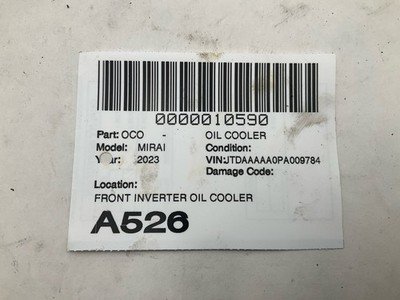 0000010590
Part: OCO - OIL COOLER
Model: MIRAI Condition:
Year: 2023 VIN:JTDAAAAA0PA009784
Damage Code:
Location:
FRONT INVERTER OIL COOLER
A526